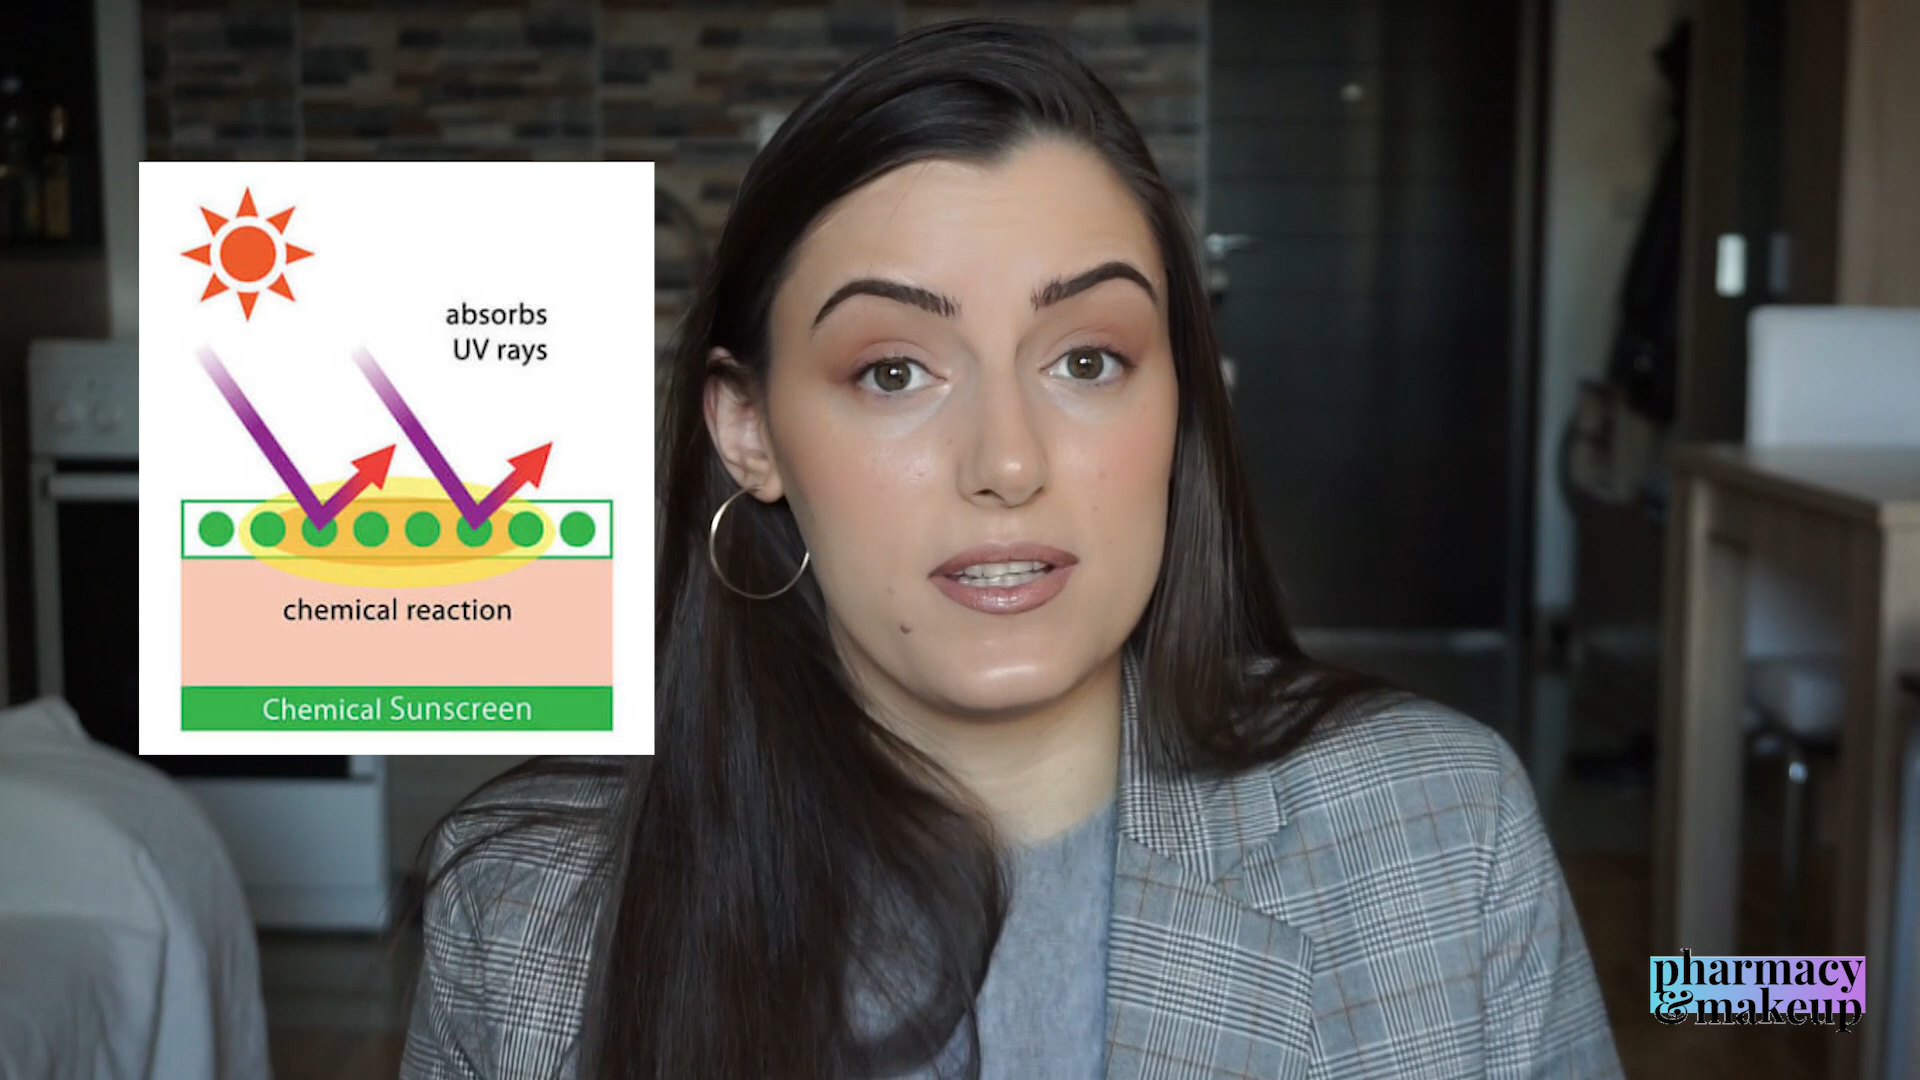 absorbs
UV rays
chemical reaction
Chemical Sunscreen
pharmacy
&makeup